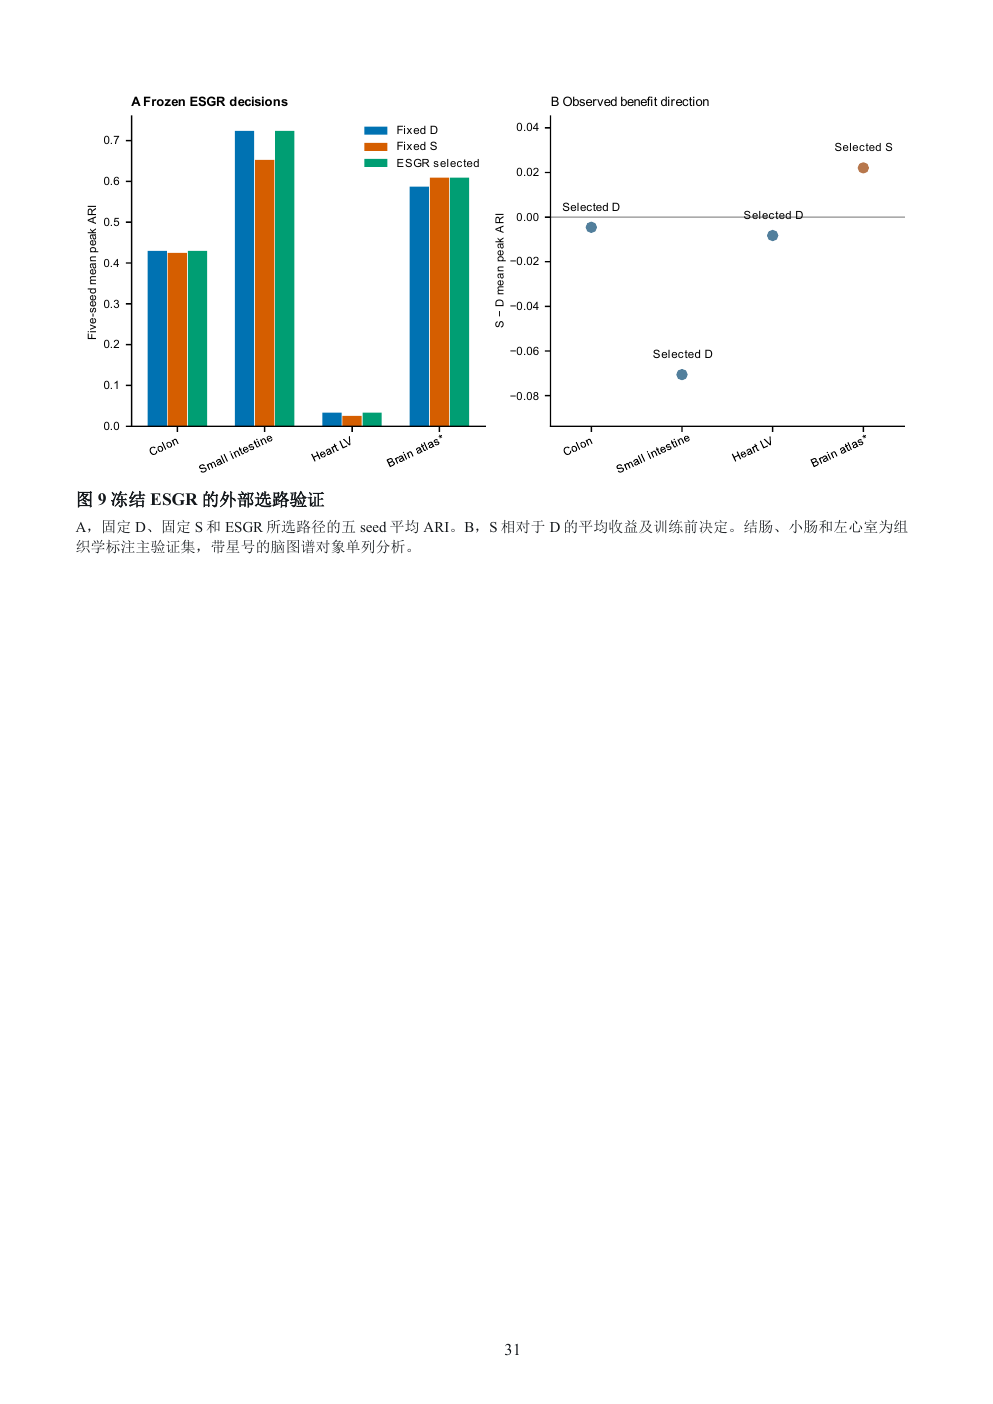 A Frozen ESGR decisions
Five-seed mean peak ARI
0.7
0.6
0.5
0.4
0.3
0.2
0.1
0.0
Fixed D
Fixed S
ESGR selected
Colon
Small intestine
Heart LV
Brain atlas*
B Observed benefit direction
S − D mean peak ARI
0.04
0.02
0.00
−0.02
−0.04
−0.06
−0.08
Selected D
Selected D
Selected D
Selected S
Colon
Small intestine
Heart LV
Brain atlas*
图 9 冻结 ESGR 的外部选路验证
A，固定 D、固定 S 和 ESGR 所选路径的五 seed 平均 ARI。B，S 相对于 D 的平均收益及训练前决定。结肠、小肠和左心室为组
织学标注主验证集，带星号的脑图谱对象单列分析。
31